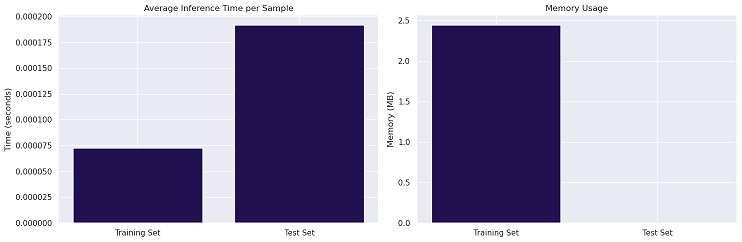 Average Inference Time per Sample
0.000200
0.000175
0.000150
0.000125
0.000100
0.000075
0.000050
0.000025
0.000000
Time (seconds)
Training Set
Test Set
Memory Usage
2.5
2.0
1.5
1.0
0.5
0.0
Memory (MB)
Training Set
Test Set